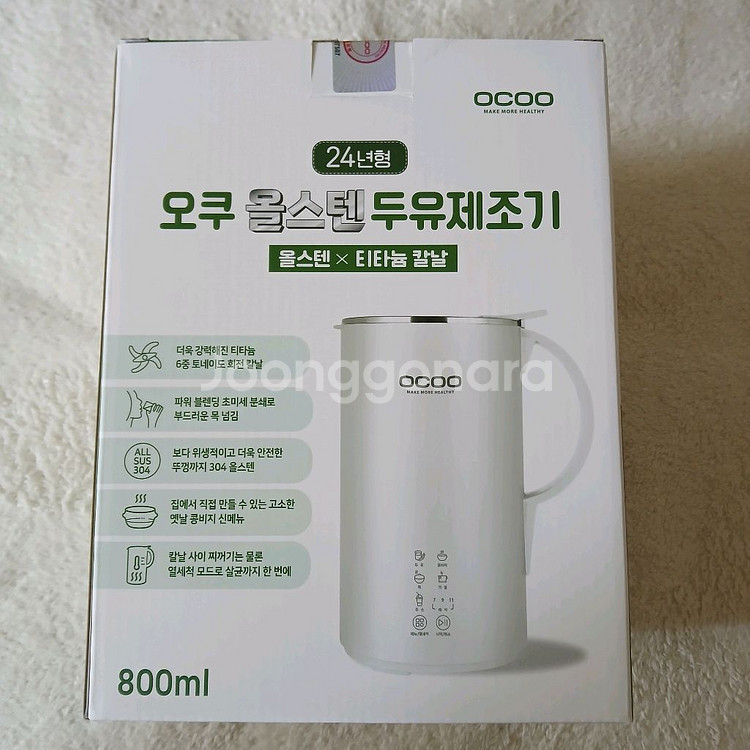 OCOO
MAKE MORE HEALTHY
24년형
오쿠 올스텐 두유제조기
올스텐 × 티타늄 칼날
더욱 강력해진 티타늄
6중 토네이도 회전 칼날
파워 블렌딩 초미세 분쇄로
부드러운 목 넘김
ALL
SUS
304
보다 위생적이고 더욱 안전한
뚜껑까지 304 올스텐
집에서 직접 만들 수 있는 고소한
옛날 콩비지 신메뉴
칼날 사이 찌꺼기는 물론
열세척 모드로 살균까지 한 번에
OCOO
MAKE MORE HEALTHY
800ml
Joonggonara